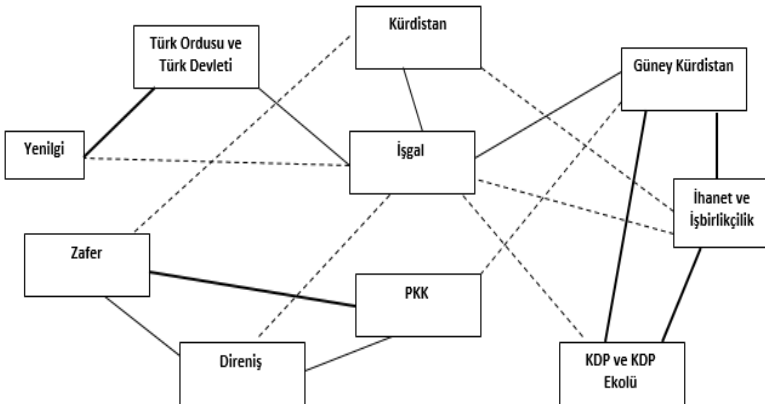 Kürdistan
Türk Ordusu ve
Türk Devleti
Güney Kürdistan
Yenilgi
İşgal
İhanet ve
İşbirlikçilik
Zafer
PKK
Direniş
KDP ve KDP
Ekolü